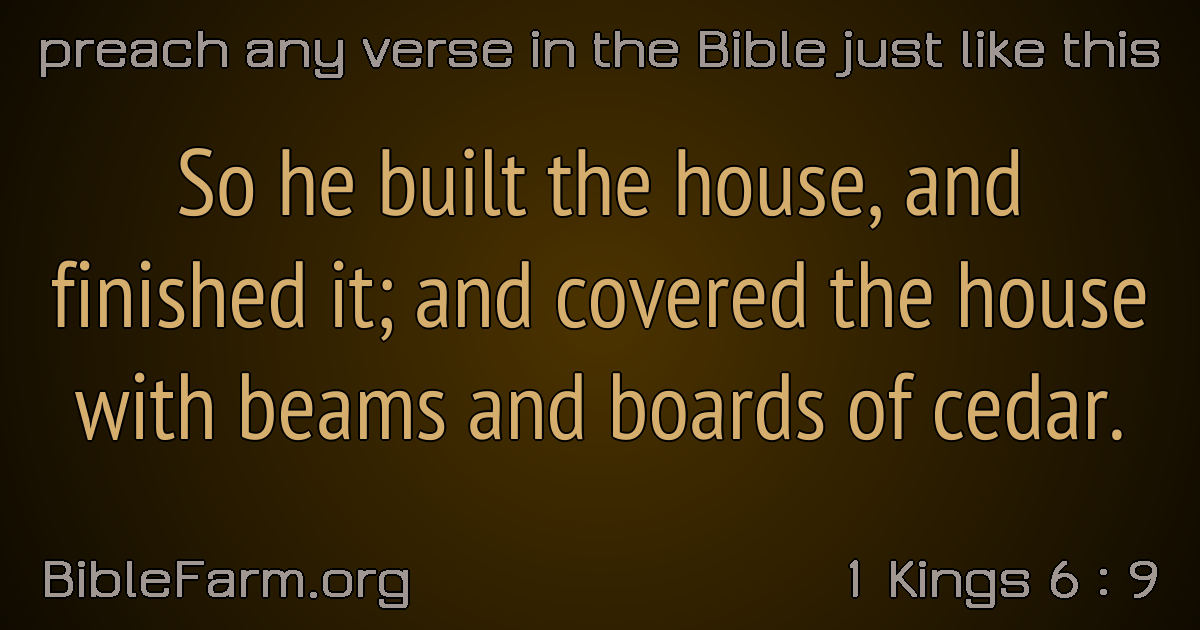 preach any verse in the Bible just like this
So he built the house, and
finished it; and covered the house
with beams and boards of cedar.
BibleFarm.org
1 Kings 6 : 9